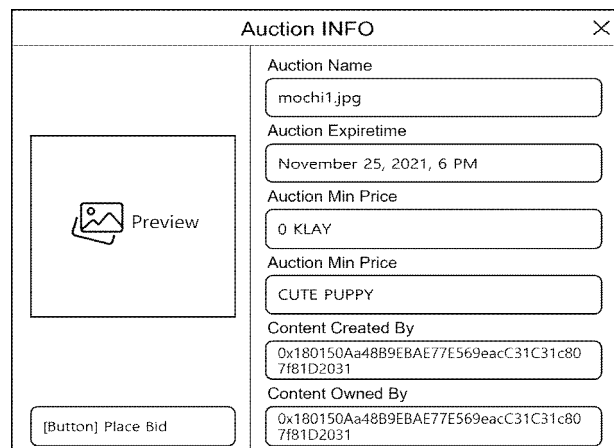 Auction INFO
Preview
[Button] Place Bid
Auction Name
mochi1.jpg
Auction Expiretime
November 25, 2021, 6 PM
Auction Min Price
0 KLAY
Auction Min Price
CUTE PUPPY
Content Created By
0x180150Aa48B9EBAE77E569eacC31C31c80
7f81D2031
Content Owned By
0x180150Aa48B9EBAE77E569eacC31C31c80
7f81D2031